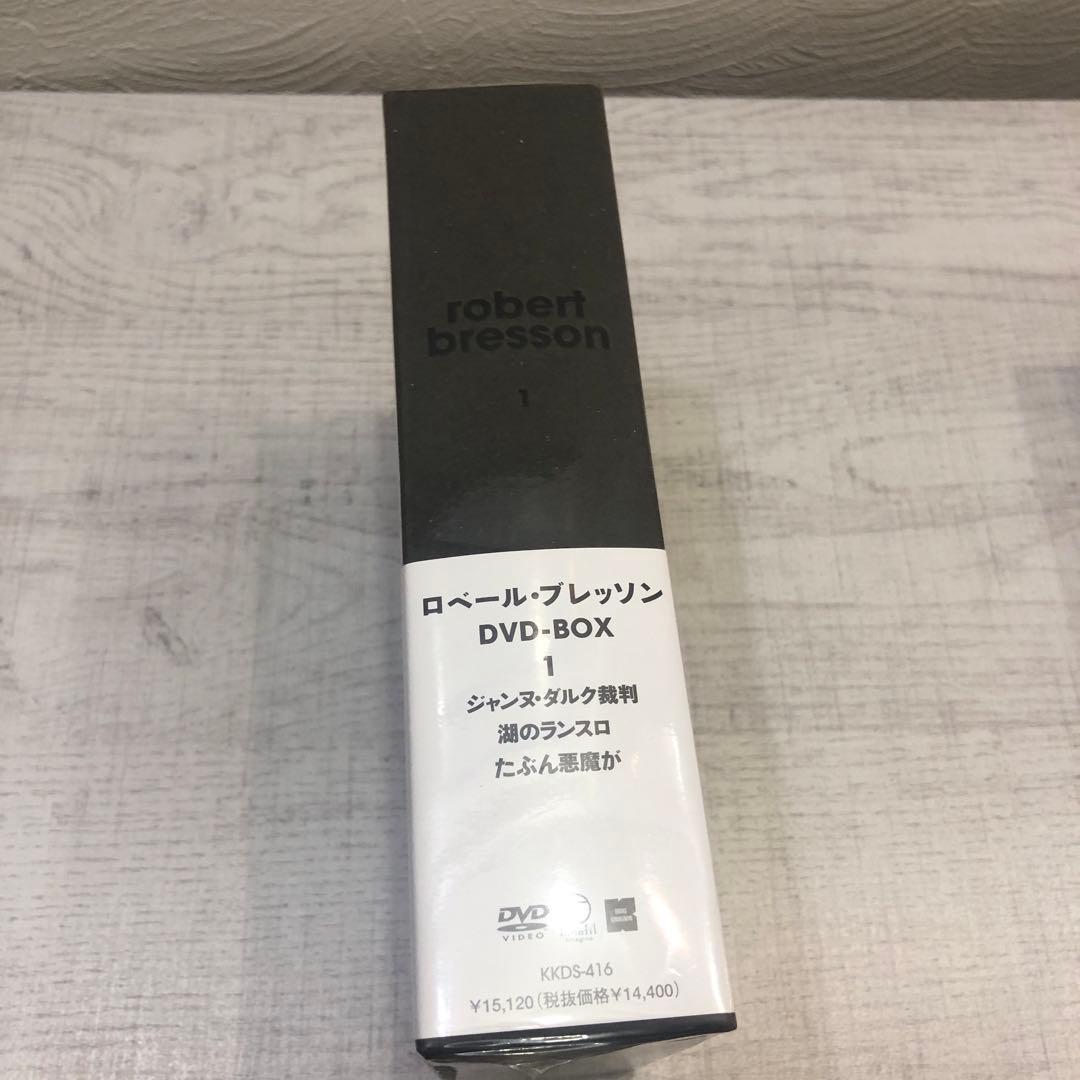 robert
bresson
1
ロベール・ブレッソン
DVD-BOX
1
ジャンヌ・ダルク裁判
湖のランスロ
たぶん悪魔が
DVD
VIDEO
imagine
KKDS-416
¥15,120(税抜価格¥14,400)